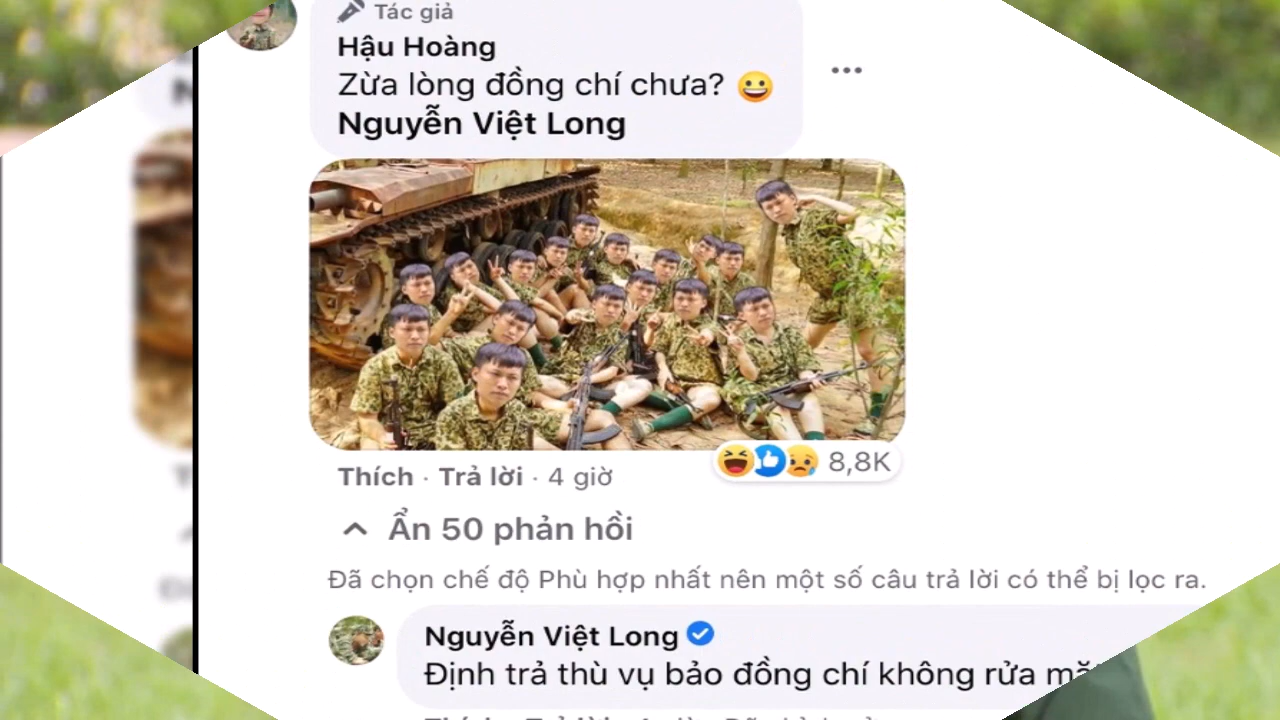 Tác giả
Hậu Hoàng
Zừa lòng đồng chí chưa? 😀
Nguyễn Việt Long
Thích · Trả lời · 4 giờ
8,8K
Ẩn 50 phản hồi
Đã chọn chế độ Phù hợp nhất nên một số câu trả lời có thể bị lọc ra.
Nguyễn Việt Long
Định trả thù vụ bảo đồng chí không rửa